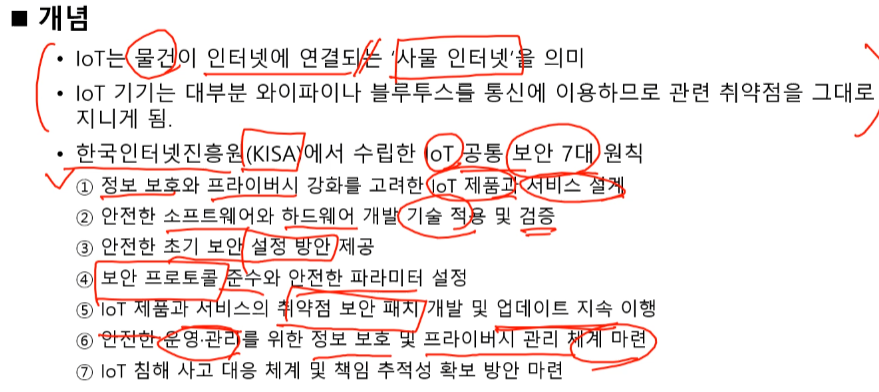 ■ 개념
• IoT는 물건이 인터넷에 연결되는 ‘사물 인터넷’을 의미
• IoT 기기는 대부분 와이파이나 블루투스를 통신에 이용하므로 관련 취약점을 그대로
지니게 됨.
• 한국인터넷진흥원(KISA)에서 수립한 IoT 공통 보안 7대 원칙
① 정보 보호와 프라이버시 강화를 고려한 IoT 제품과 서비스 설계
② 안전한 소프트웨어와 하드웨어 개발 기술 적용 및 검증
③ 안전한 초기 보안 설정 방안 제공
④ 보안 프로토콜 준수와 안전한 파라미터 설정
⑤ IoT 제품과 서비스의 취약점 보안 패치 개발 및 업데이트 지속 이행
⑥ 안전한 운영·관리를 위한 정보 보호 및 프라이버시 관리 체계 마련
⑦ IoT 침해 사고 대응 체계 및 책임 추적성 확보 방안 마련